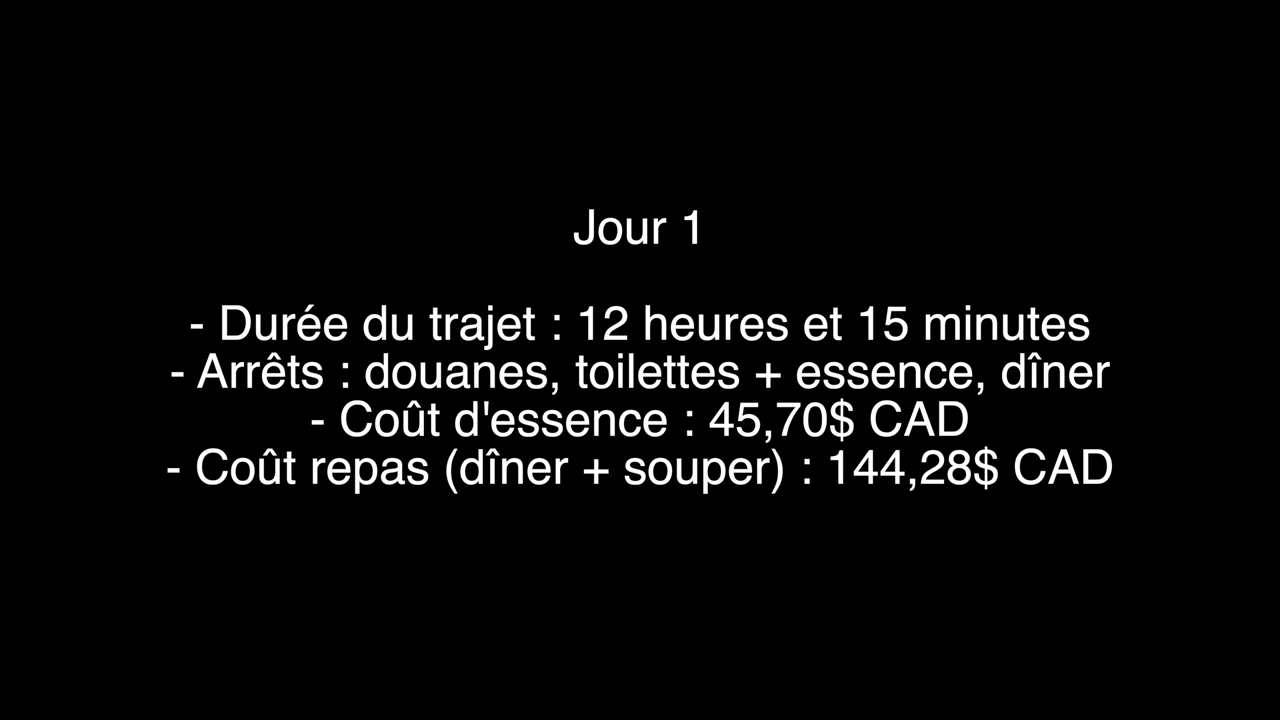 Jour 1
- Durée du trajet : 12 heures et 15 minutes
- Arrêts : douanes, toilettes + essence, dîner
- Coût d'essence : 45,70$ CAD
- Coût repas (dîner + souper) : 144,28$ CAD